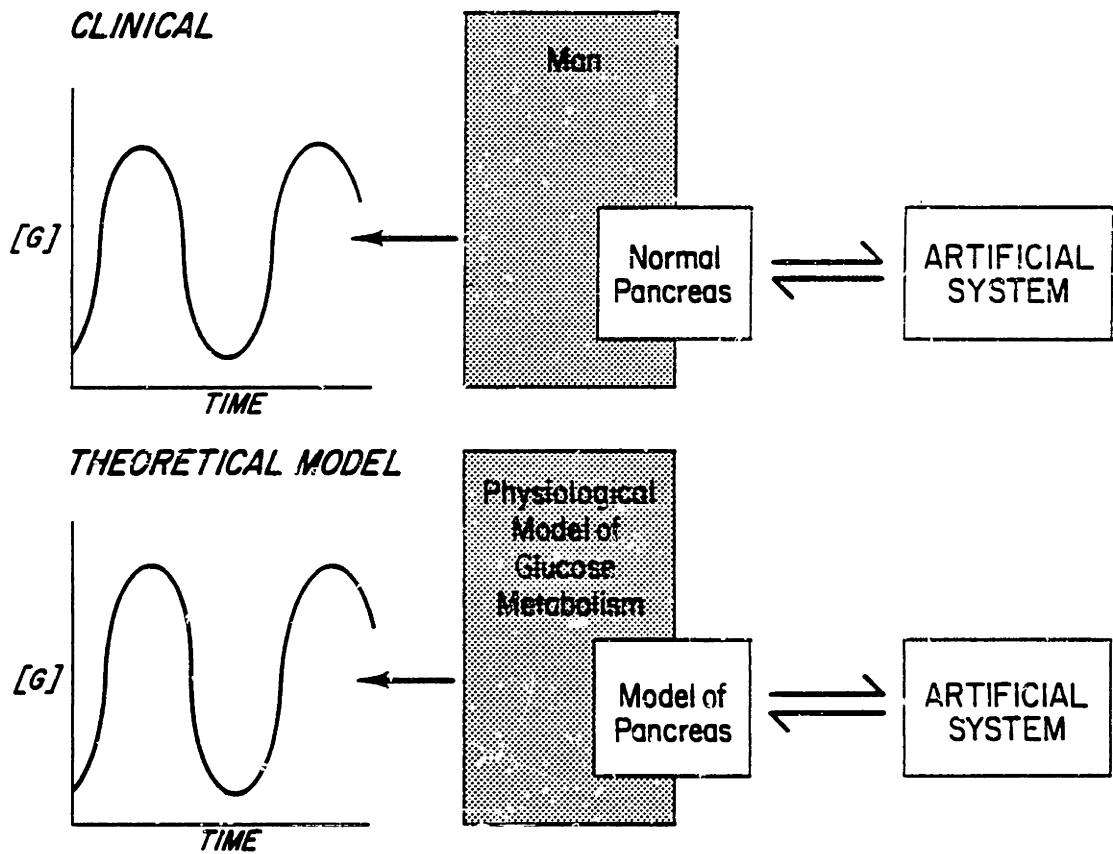 CLINICAL
Man
[G]
Normal
Pancreas
ARTIFICIAL
SYSTEM
TIME
THEORETICAL MODEL
Physiological
Model of
Glucose
Metabolism
[G]
Model of
Pancreas
ARTIFICIAL
SYSTEM
TIME